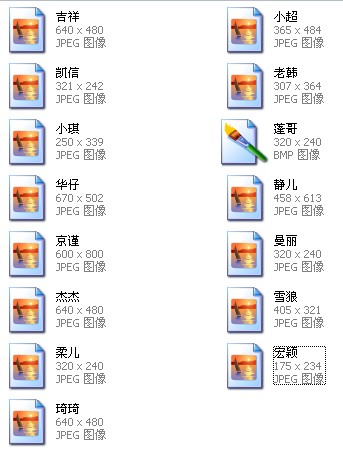 吉祥
640 x 480
JPEG 图像
小超
365 x 484
JPEG 图像
凯信
321 x 242
JPEG 图像
老韩
307 x 364
JPEG 图像
小琪
250 x 339
JPEG 图像
蓬哥
320 x 240
BMP 图像
华仔
670 x 502
JPEG 图像
静儿
458 x 613
JPEG 图像
京谨
600 x 800
JPEG 图像
曼丽
320 x 240
JPEG 图像
杰杰
640 x 480
JPEG 图像
雪狼
405 x 321
JPEG 图像
柔儿
320 x 240
JPEG 图像
宏颖
175 x 234
JPEG 图像
琦琦
640 x 480
JPEG 图像